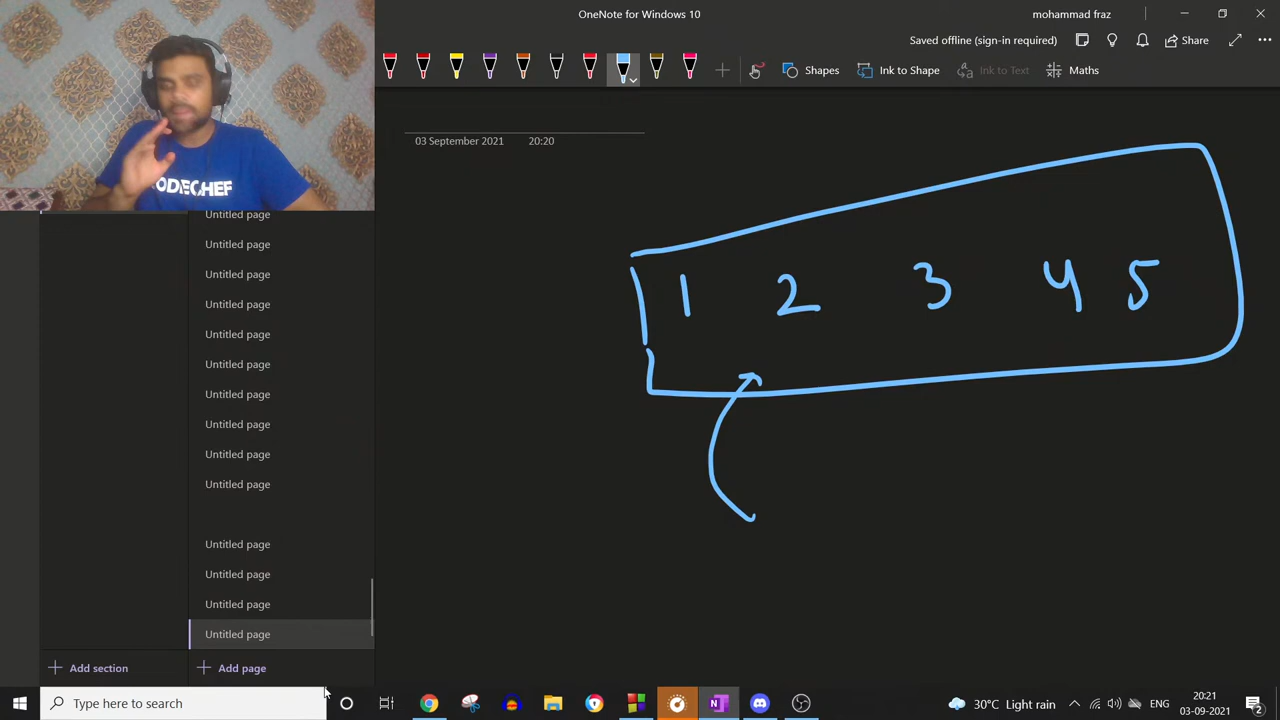 OneNote for Windows 10
mohammad fraz
Saved offline (sign-in required)
Share
Shapes
Ink to Shape
Ink to Text
Maths
ODECHEF
03 September 2021 20:20
1 2 3 4 5
Untitled page
Untitled page
Untitled page
Untitled page
Untitled page
Untitled page
Untitled page
Untitled page
Untitled page
Untitled page
Untitled page
Untitled page
Untitled page
Untitled page
Add section
Add page
Type here to search
30°C Light rain
ENG
20:21
03-09-2021
2